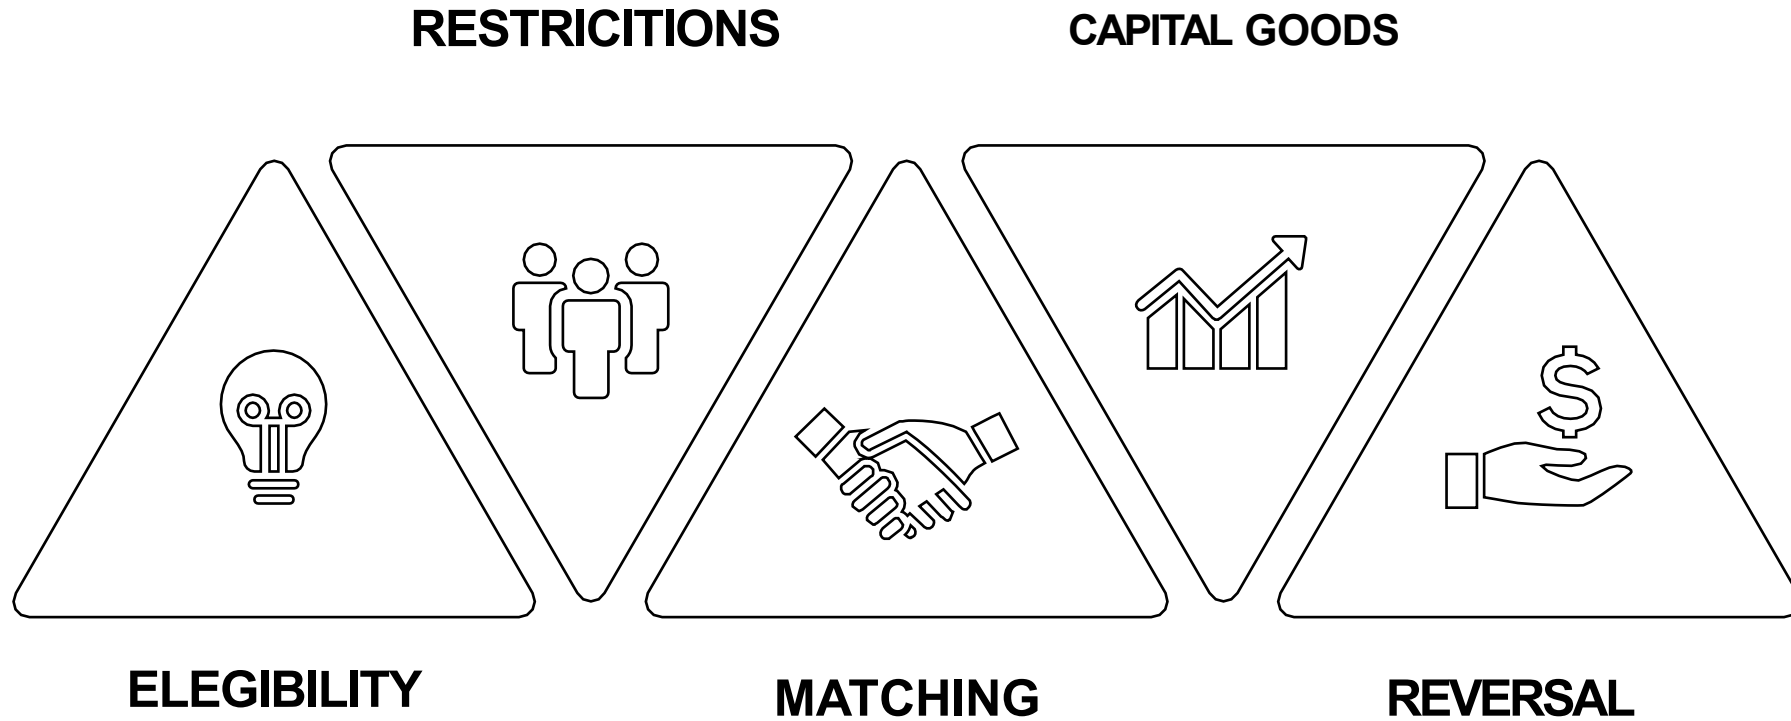 RESTRICITIONS
CAPITAL GOODS
ELEGIBILITY
MATCHING
REVERSAL